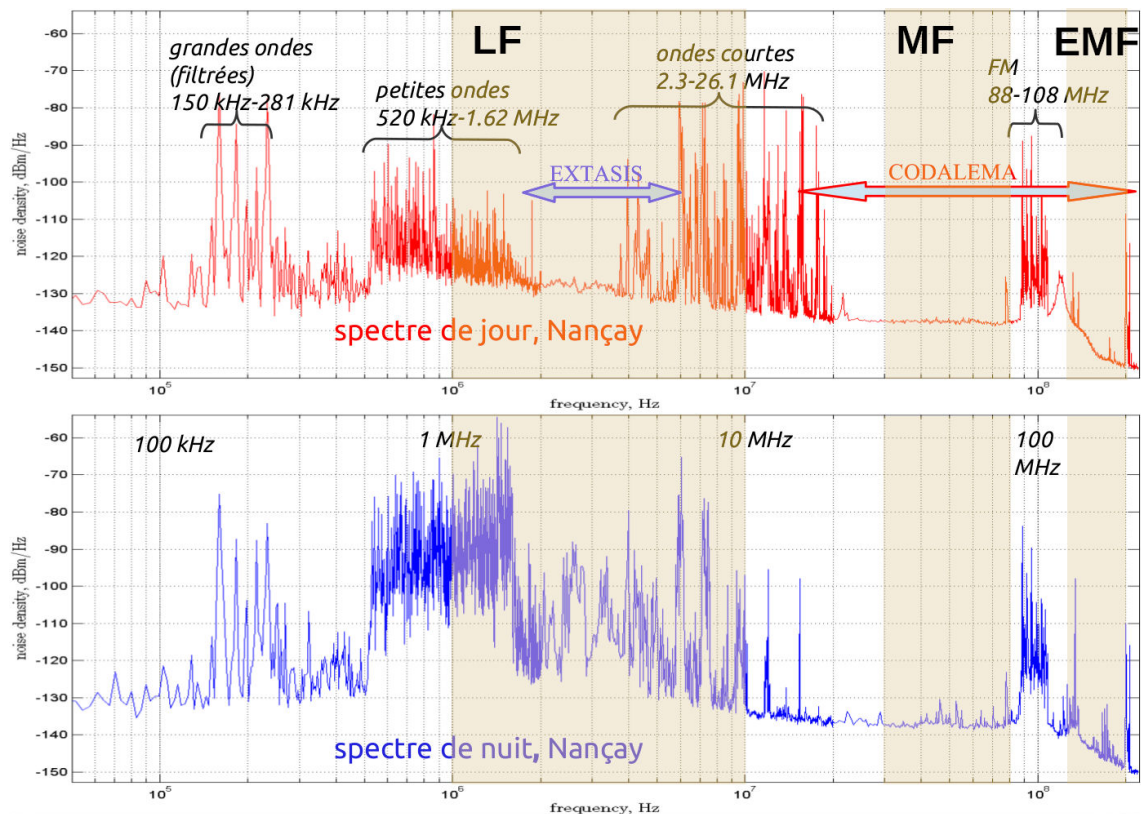 LF
MF
EMF
grandes ondes
(filtrées)
150 kHz-281 kHz
petites ondes
520 kHz-1.62 MHz
ondes courtes
2.3-26.1 MHz
FM
88-108 MHz
EXTASIS
CODALEMA
-60
-70
-80
-90
-100
-110
-120
-130
-140
-150
noise density, dBm/Hz
spectre de jour, Nançay
10⁵
10⁶
10⁷
10⁸
frequency, Hz
100 kHz
1 MHz
10 MHz
100
MHz
-60
-70
-80
-90
-100
-110
-120
-130
-140
-150
noise density, dBm/Hz
spectre de nuit, Nançay
10⁵
10⁶
10⁷
10⁸
frequency, Hz